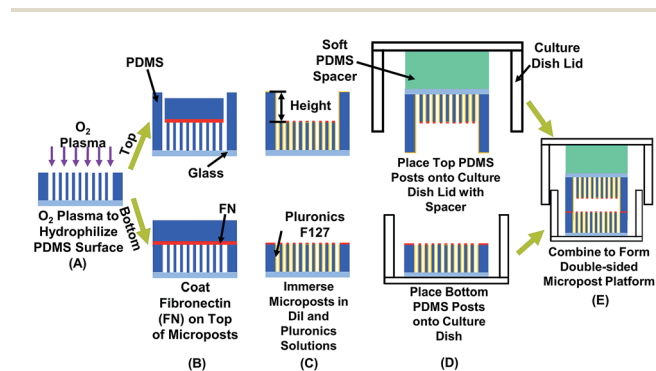 PDMS
O2
Plasma
Top
Bottom
O2 Plasma to
Hydrophilize
PDMS Surface
(A)
Glass
FN
Coat
Fibronectin
(FN) on Top
of Microposts
(B)
Height
Pluronics
F127
Immerse
Microposts in
DiI and
Pluronics
Solutions
(C)
Soft
PDMS
Spacer
Culture
Dish Lid
Place Top PDMS
Posts onto Culture
Dish Lid with
Spacer
Place Bottom
PDMS Posts
onto Culture
Dish
(D)
Combine to Form
Double-sided
Micropost Platform
(E)